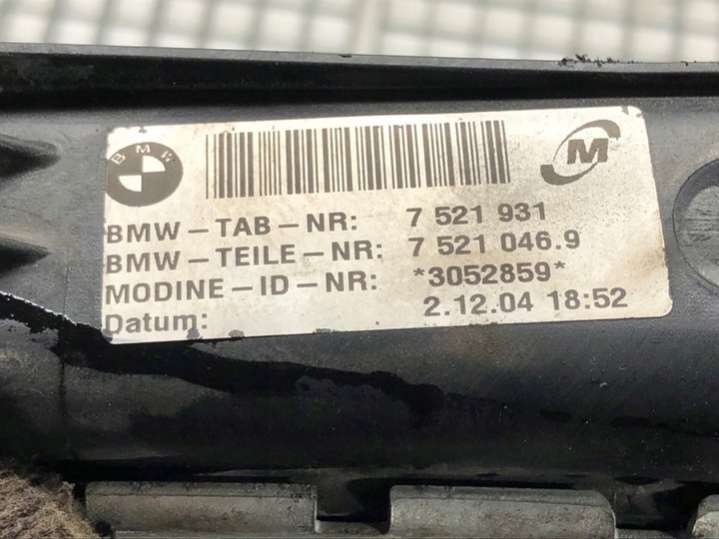 BMW
M
BMW-TAB-NR: 7 521 931
BMW-TEILE-NR: 7 521 046.9
MODINE-ID-NR: *3052859*
Datum: 2.12.04 18:52